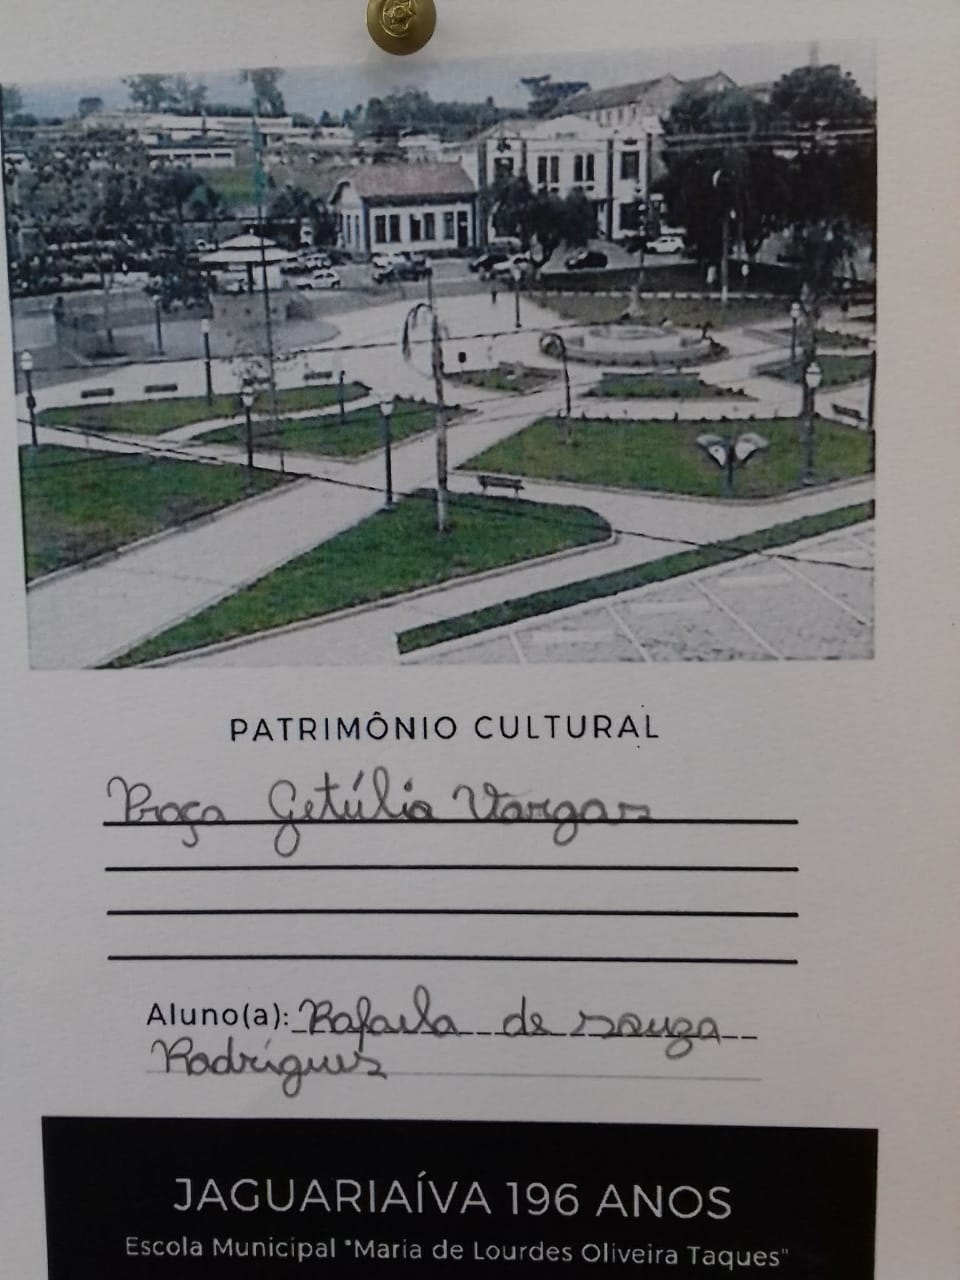 PATRIMÔNIO CULTURAL
Praça Getúlio Vargas
Aluno(a): Rafaela de Souza
Rodrigues
JAGUARIAÍVA 196 ANOS
Escola Municipal "Maria de Lourdes Oliveira Taques"